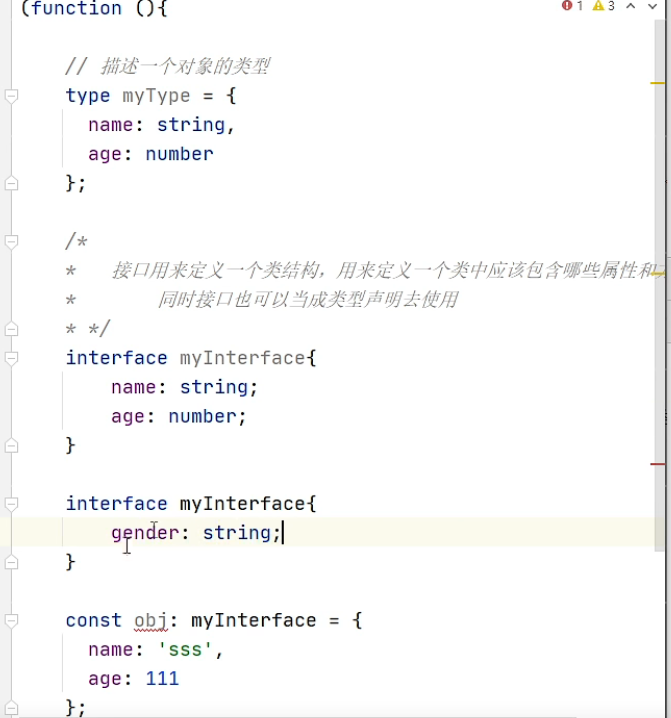 (function (){
1 3
// 描述一个对象的类型
type myType = {
name: string,
age: number
};
/*
* 接口用来定义一个类结构，用来定义一个类中应该包含哪些属性和
* 同时接口也可以当成类型声明去使用
* */
interface myInterface{
name: string;
age: number;
}
interface myInterface{
gender: string;
}
const obj: myInterface = {
name: 'sss',
age: 111
};